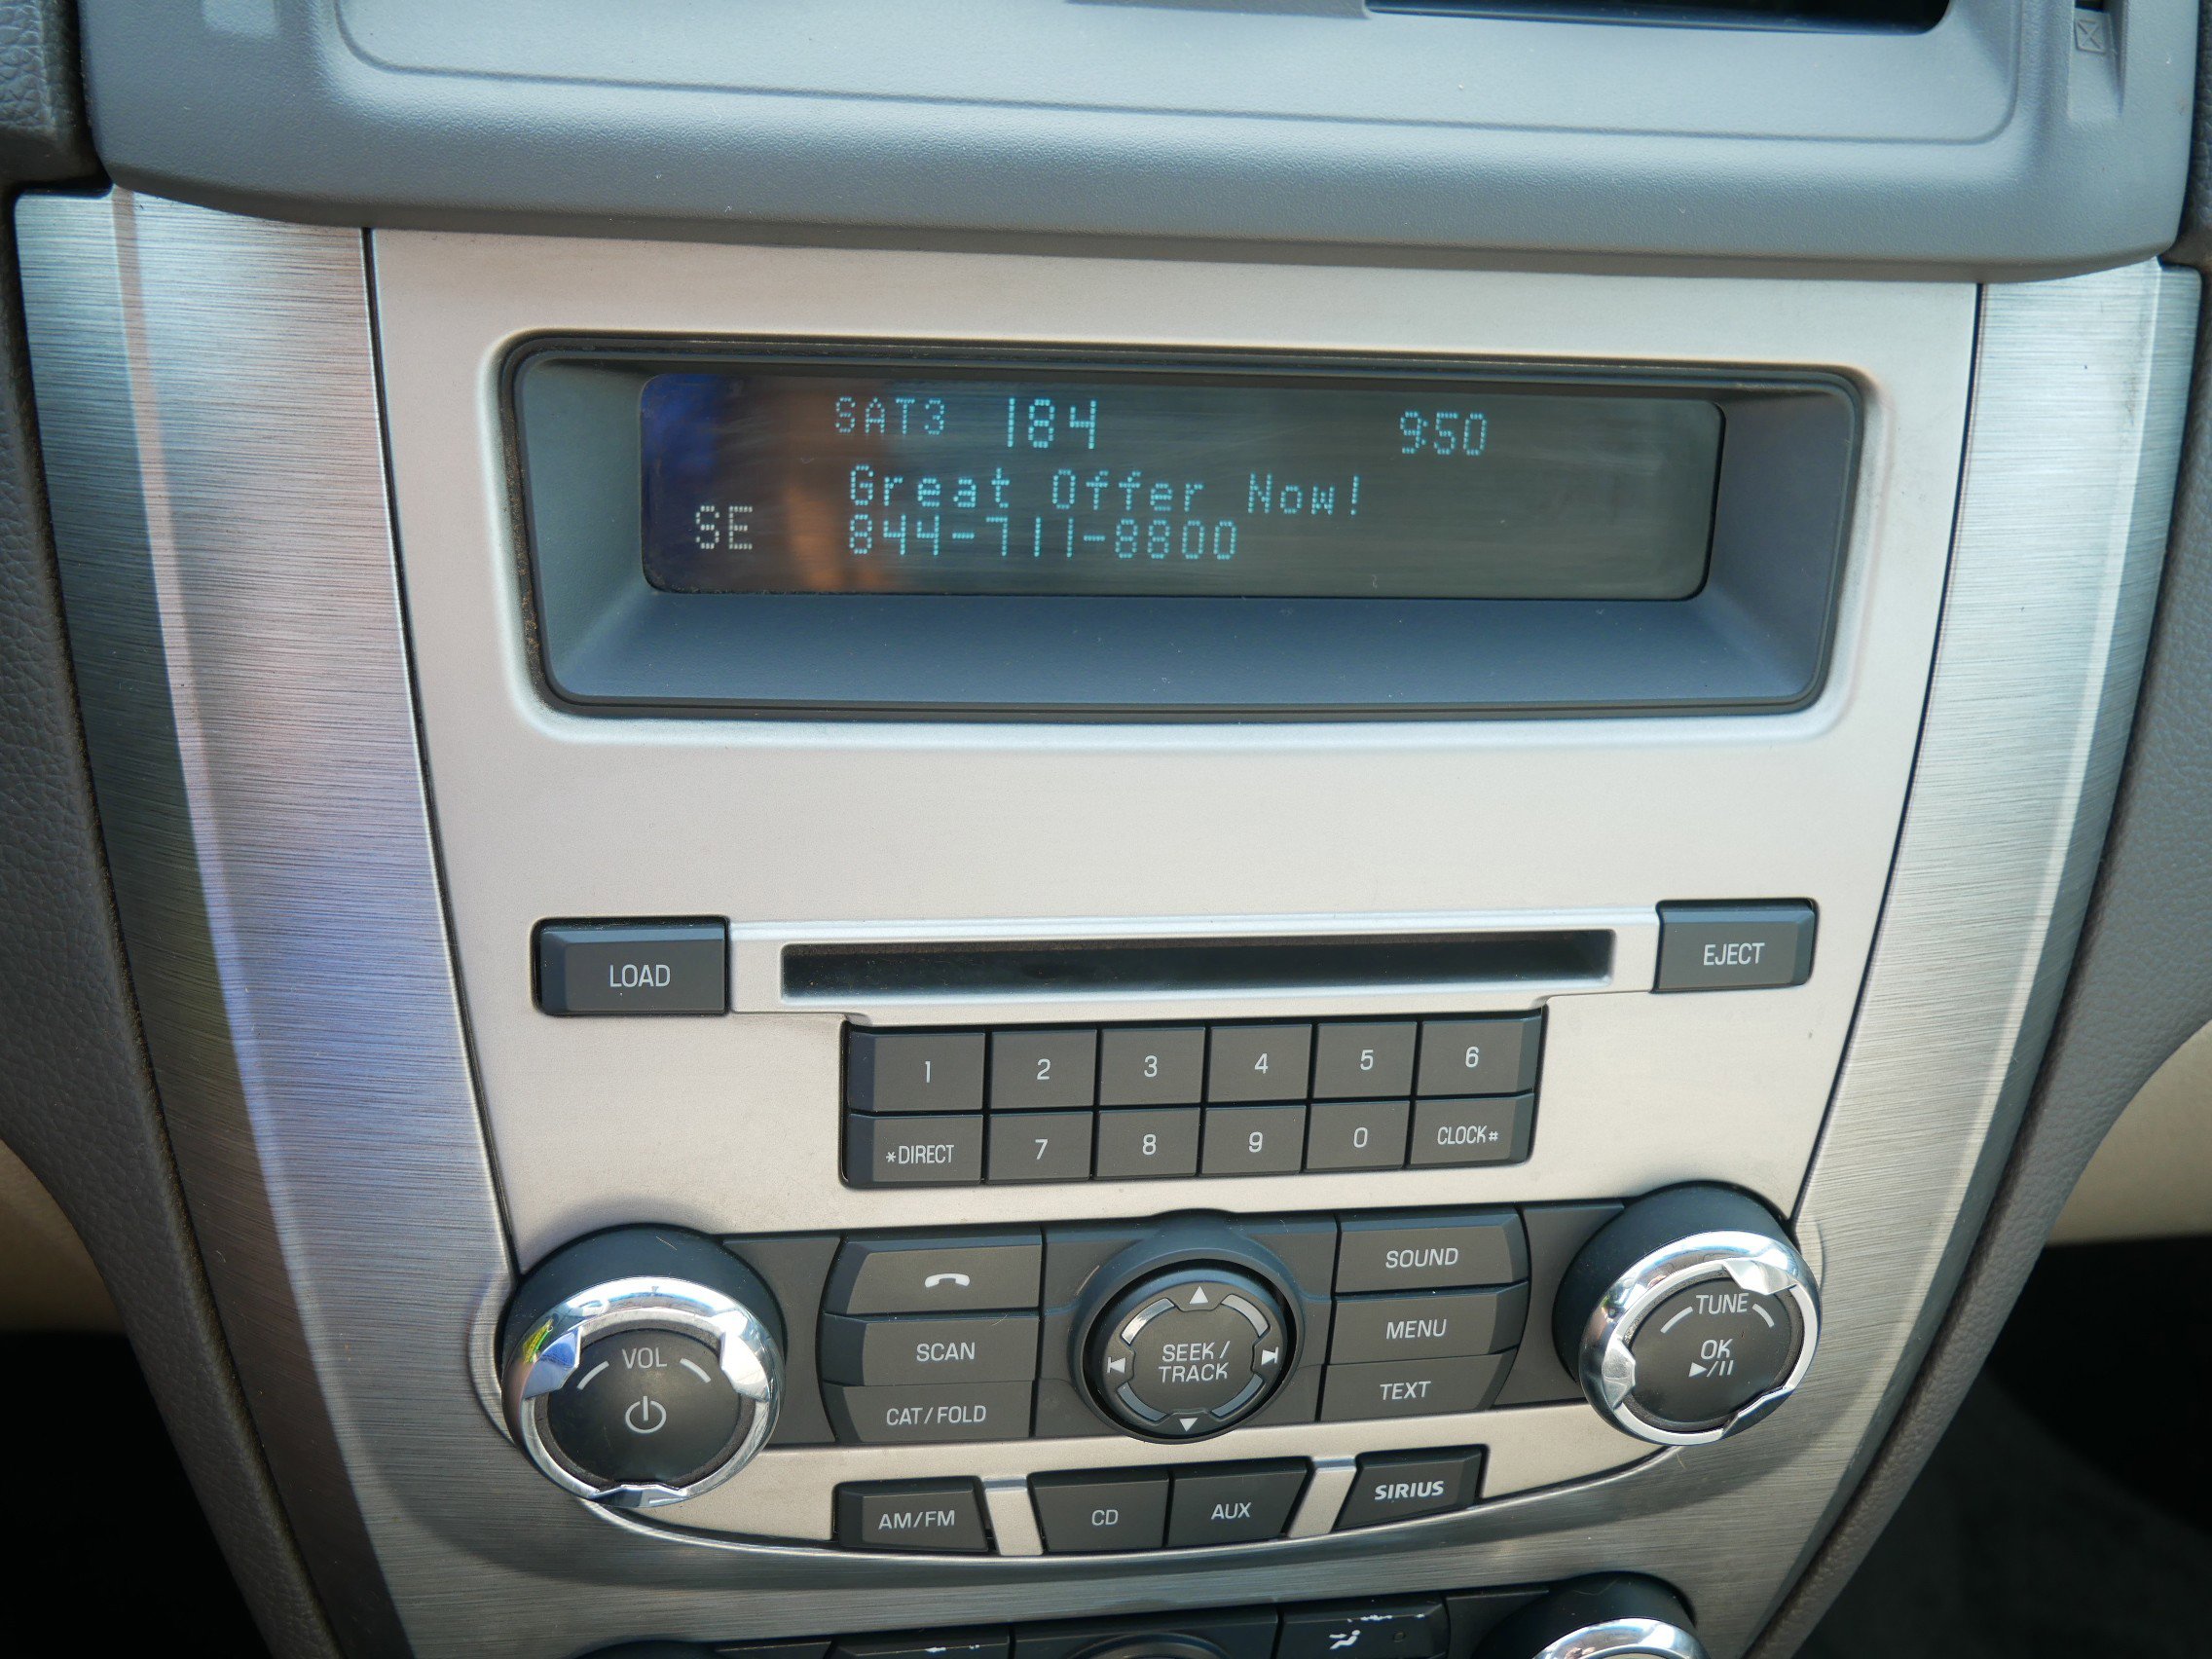 SAT3 184 9:50
Great Offer Now!
SE 844-711-8800
LOAD
EJECT
1 2 3 4 5 6
*DIRECT 7 8 9 0 CLOCK#
SOUND
SCAN
MENU
CAT/FOLD
TEXT
SEEK/
TRACK
VOL
TUNE
OK
AM/FM CD AUX SIRIUS